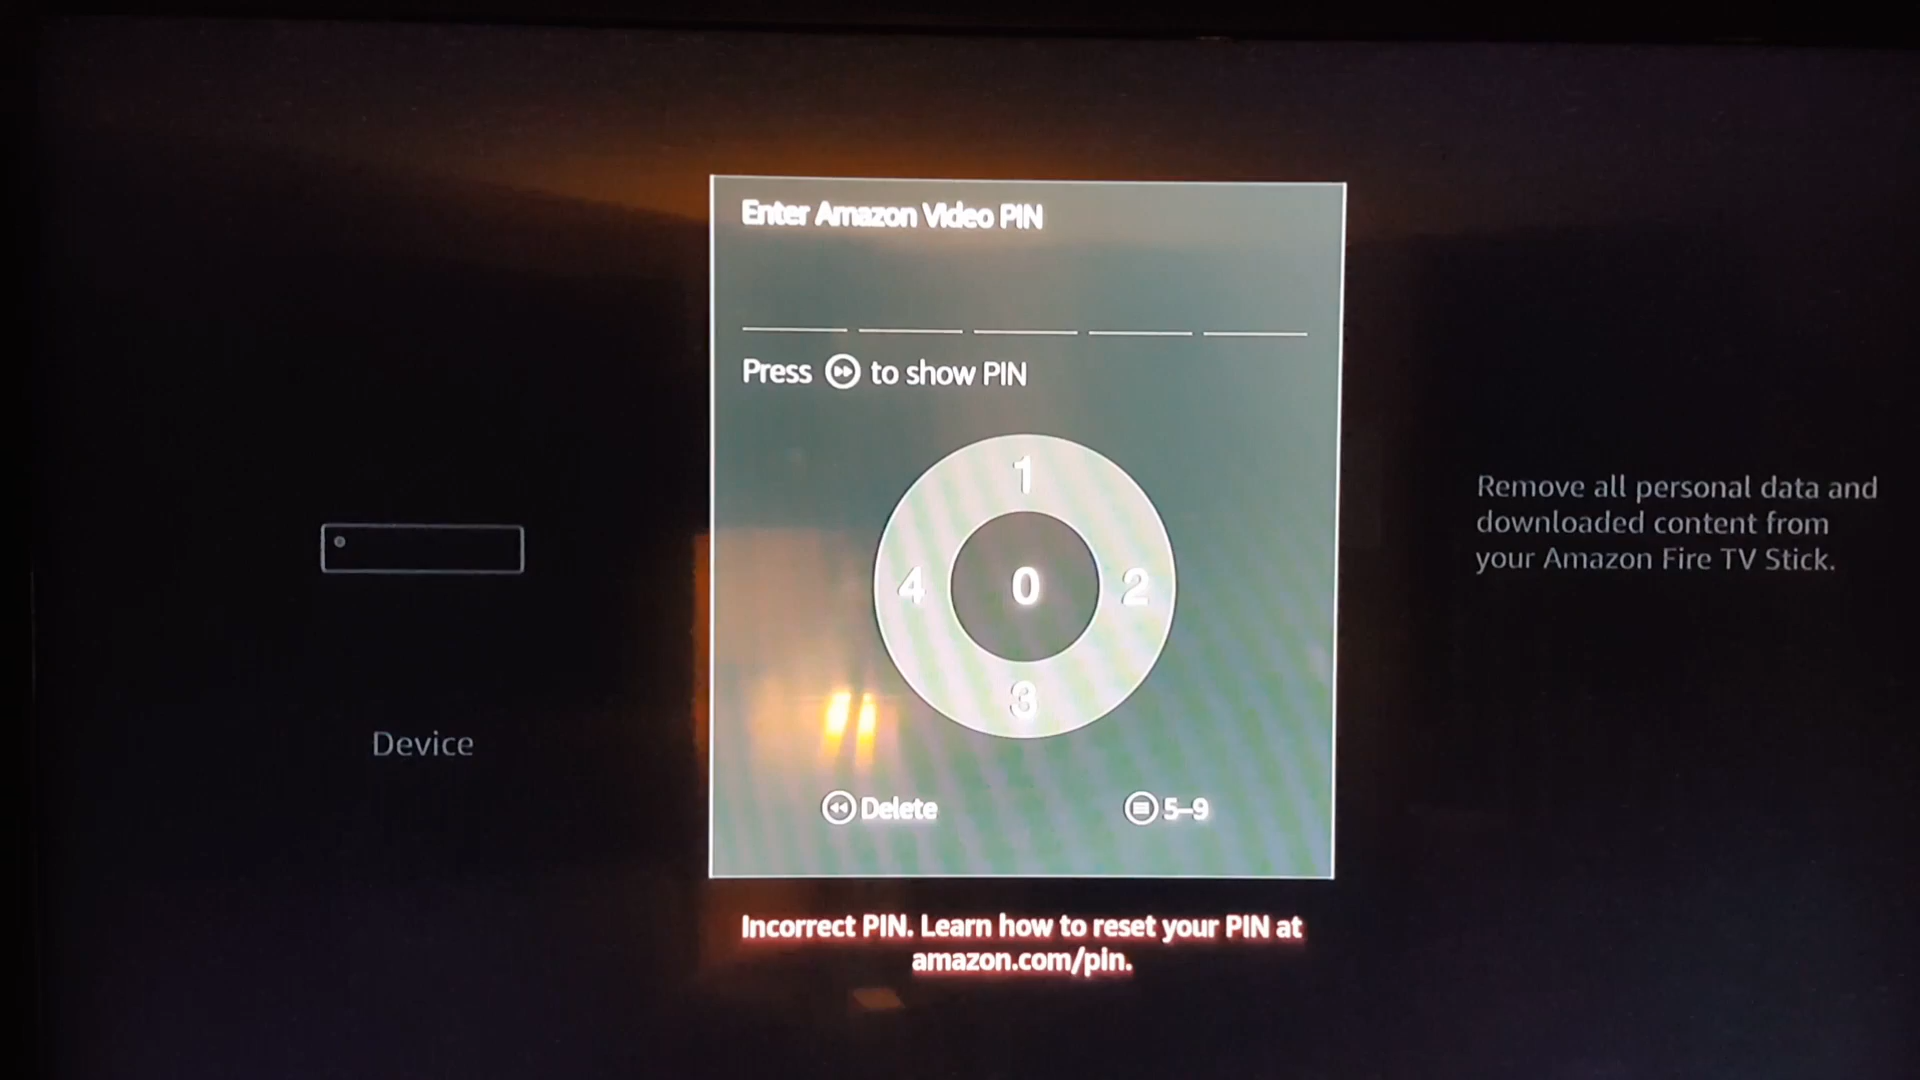 Enter Amazon Video PIN
Press to show PIN
1
4 0 2
3
Delete 5–9
Incorrect PIN. Learn how to reset your PIN at
amazon.com/pin.
Device
Remove all personal data and
downloaded content from
your Amazon Fire TV Stick.